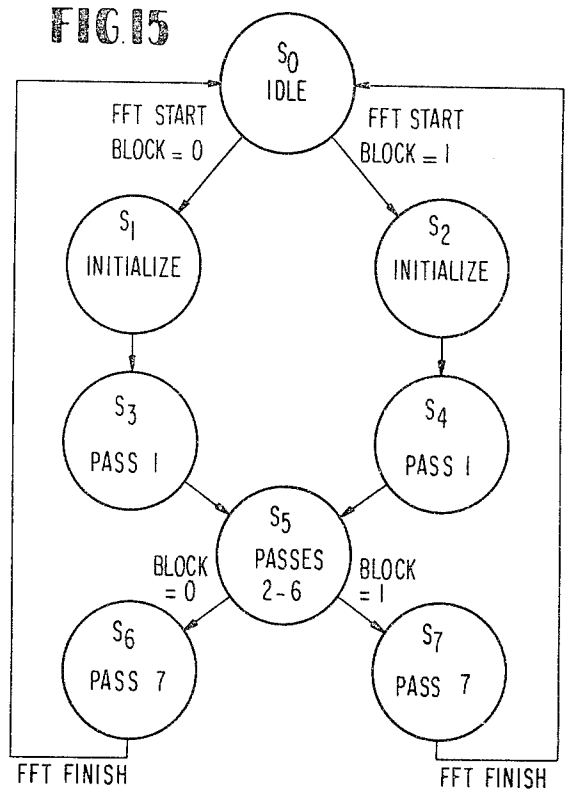 FIG.15
S0
IDLE
FFT START
BLOCK = 0
FFT START
BLOCK = 1
S1
INITIALIZE
S2
INITIALIZE
S3
PASS 1
S4
PASS 1
S5
PASSES
2-6
BLOCK
= 0
BLOCK
= 1
S6
PASS 7
S7
PASS 7
FFT FINISH
FFT FINISH